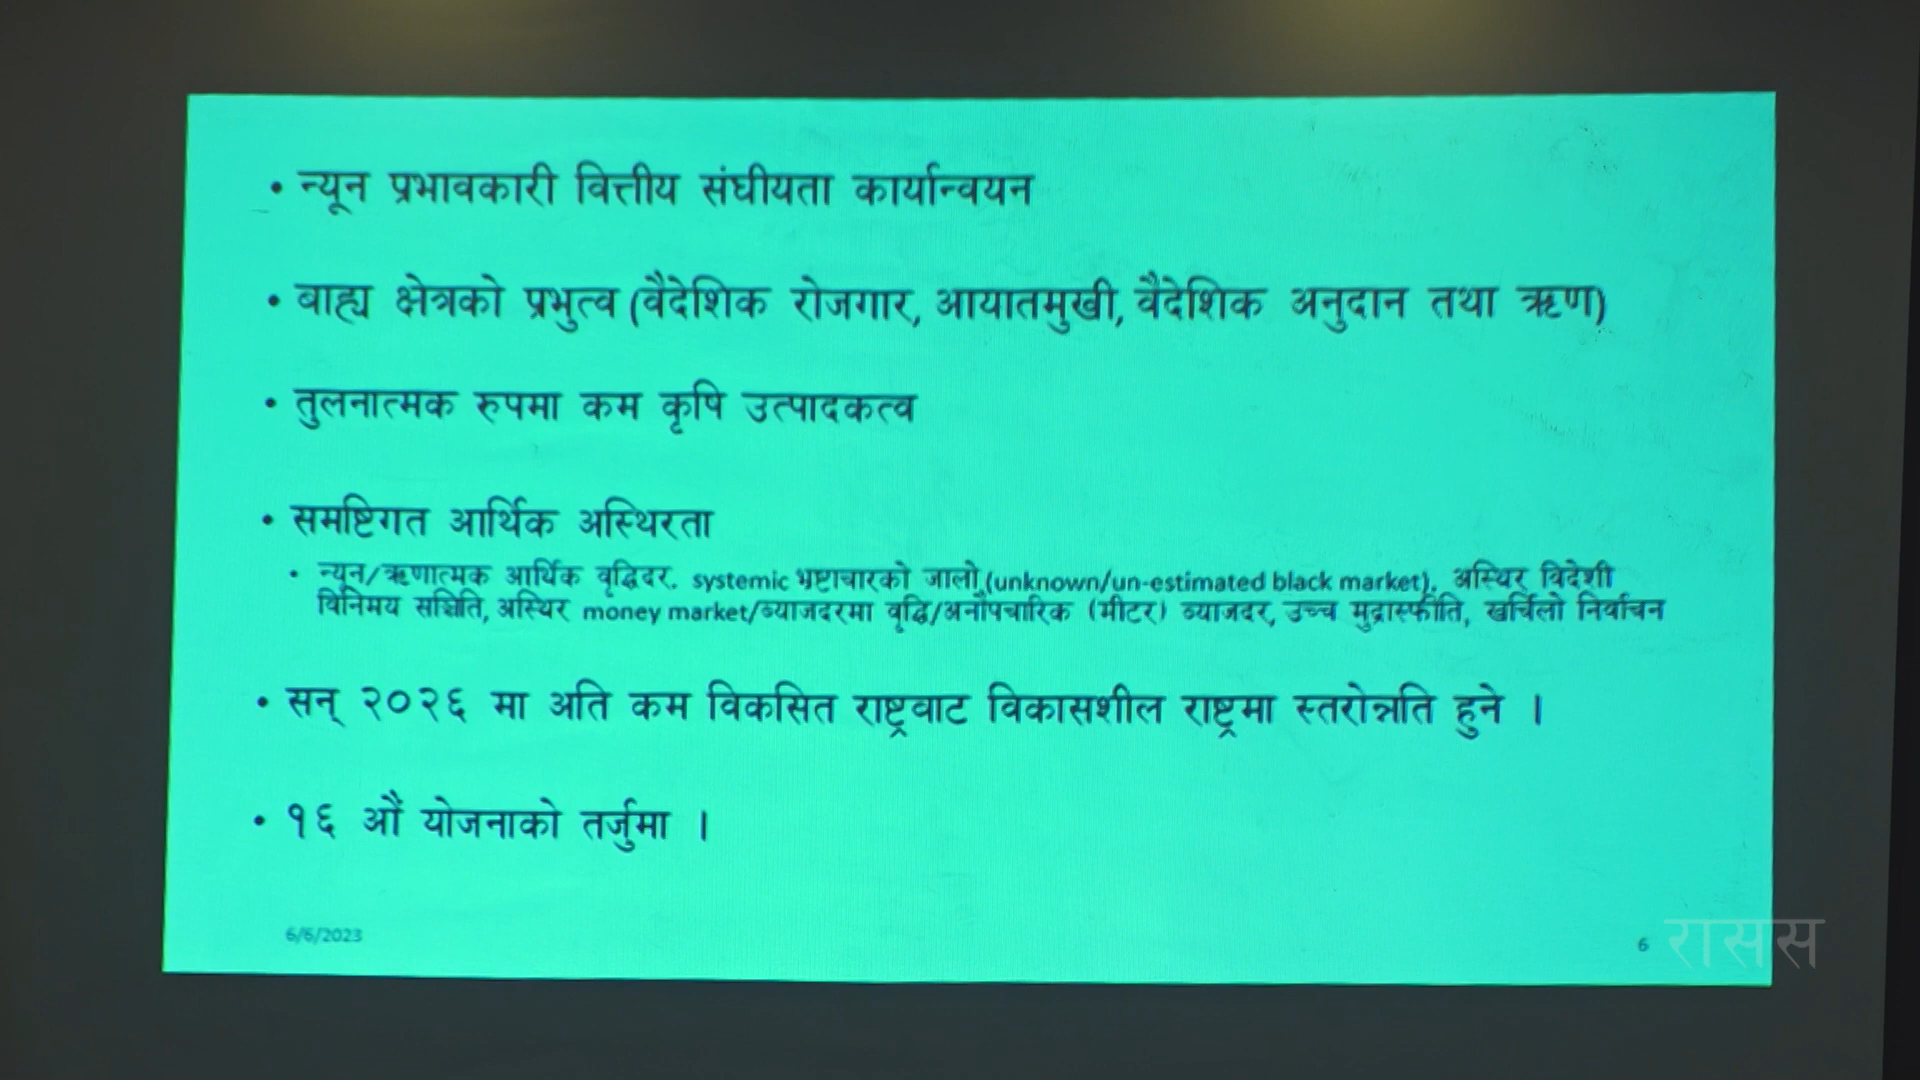 • न्यून प्रभावकारी वित्तीय संघीयता कार्यान्वयन
• बाह्य क्षेत्रको प्रभुत्व (वैदेशिक रोजगार, आयातमुखी, वैदेशिक अनुदान तथा ऋण)
• तुलनात्मक रुपमा कम कृषि उत्पादकत्व
• समष्टिगत आर्थिक अस्थिरता
• न्यून/ऋणात्मक आर्थिक वृद्धिदर. systemic भ्रष्टाचारको जालो (unknown/un-estimated black market). अस्थिर विदेशी
विनिमय सञ्चिति, अस्थिर money market/ब्याजदरमा वृद्धि/अनौपचारिक (मीटर) ब्याजदर, उच्च मुद्रास्फीति, खर्चिलो निर्वाचन
• सन् २०२६ मा अति कम विकसित राष्ट्रवाट विकासशील राष्ट्रमा स्तरोन्नति हुने ।
• १६ औं योजनाको तर्जुमा ।
6/6/2023
6
रासस